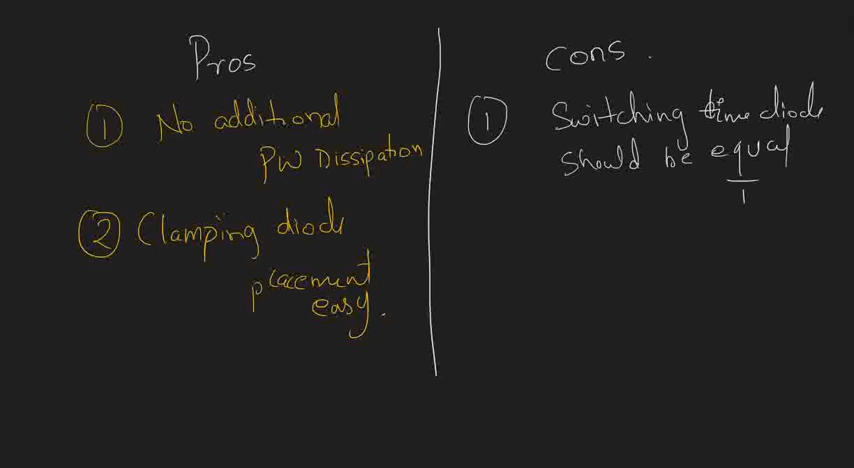 Pros
① No additional
PW Dissipation
② Clamping diode
placement
easy.
Cons.
① Switching time diode
should be equal